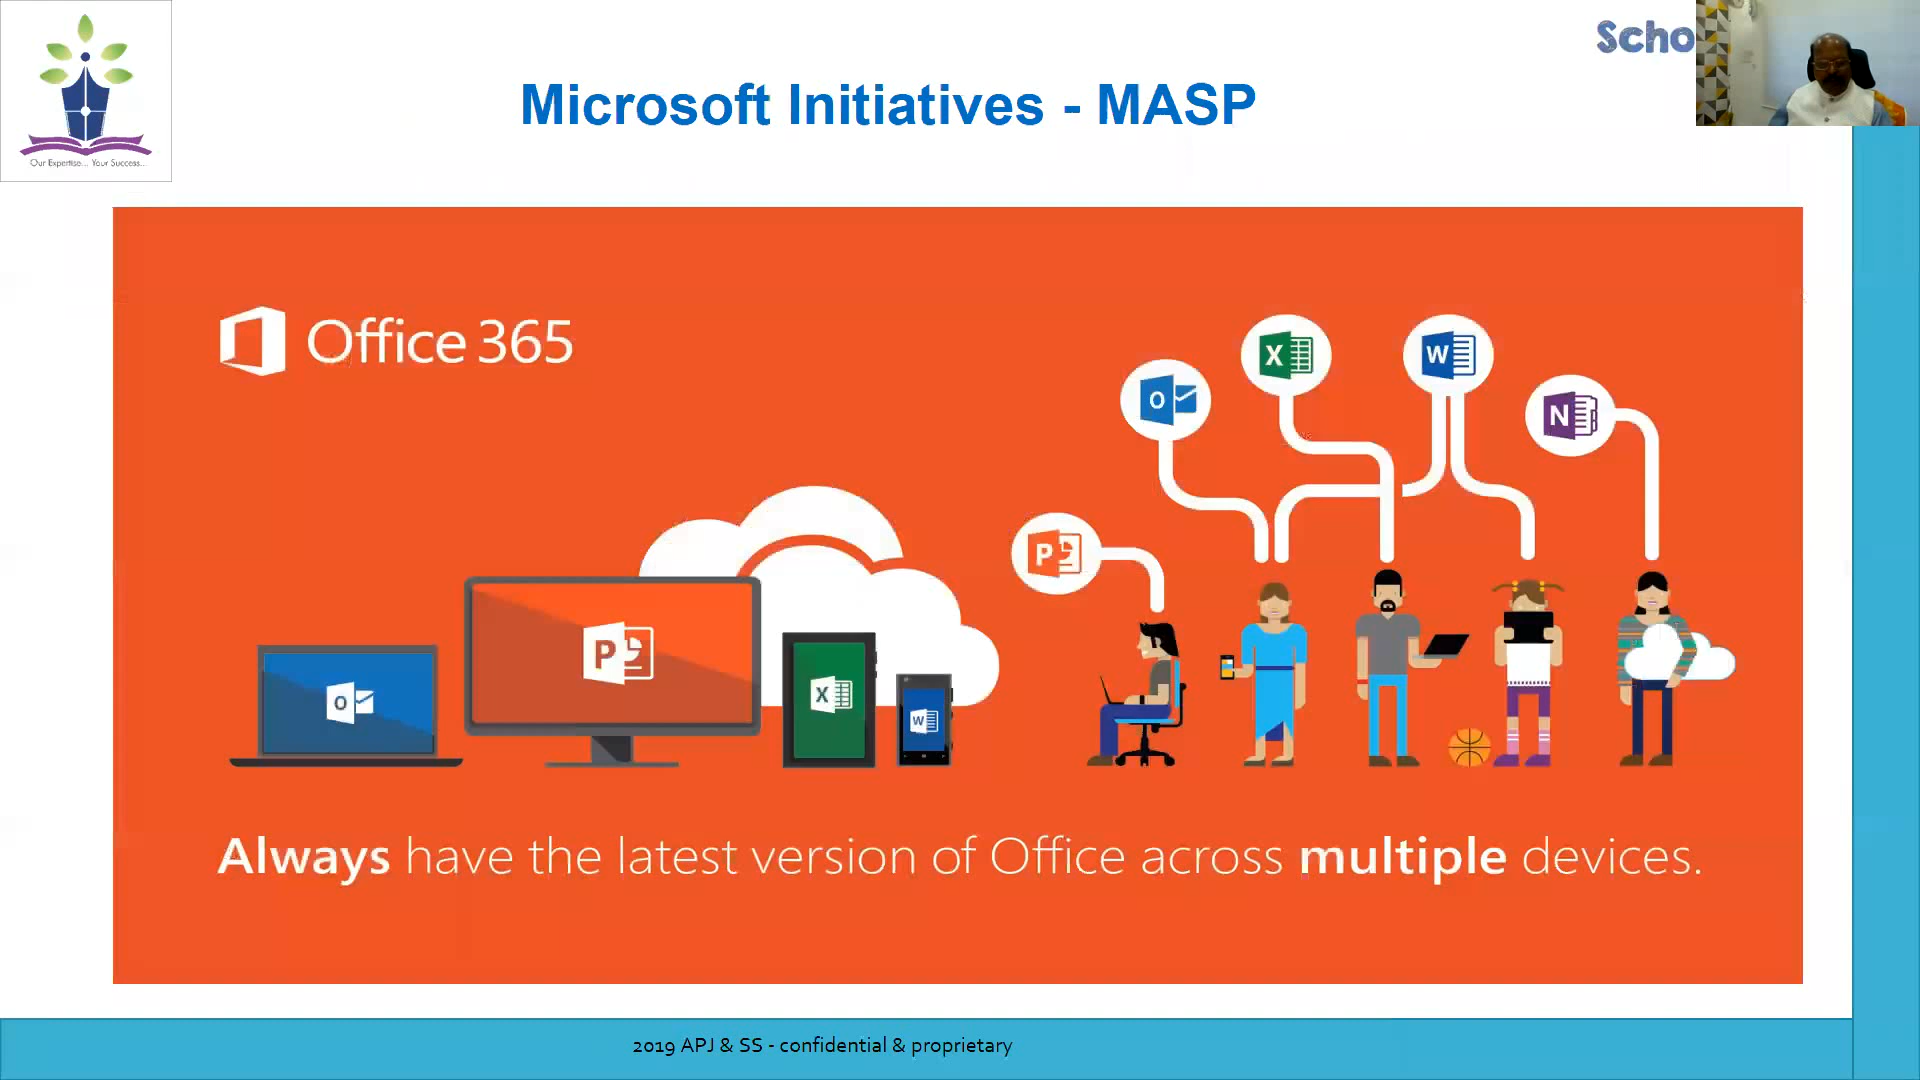 Scho
Microsoft Initiatives - MASP
Our Expertise... Your Success...
Office 365
O
X
W
N
P
P
O
X
W
Always have the latest version of Office across multiple devices.
2019 APJ & SS - confidential & proprietary